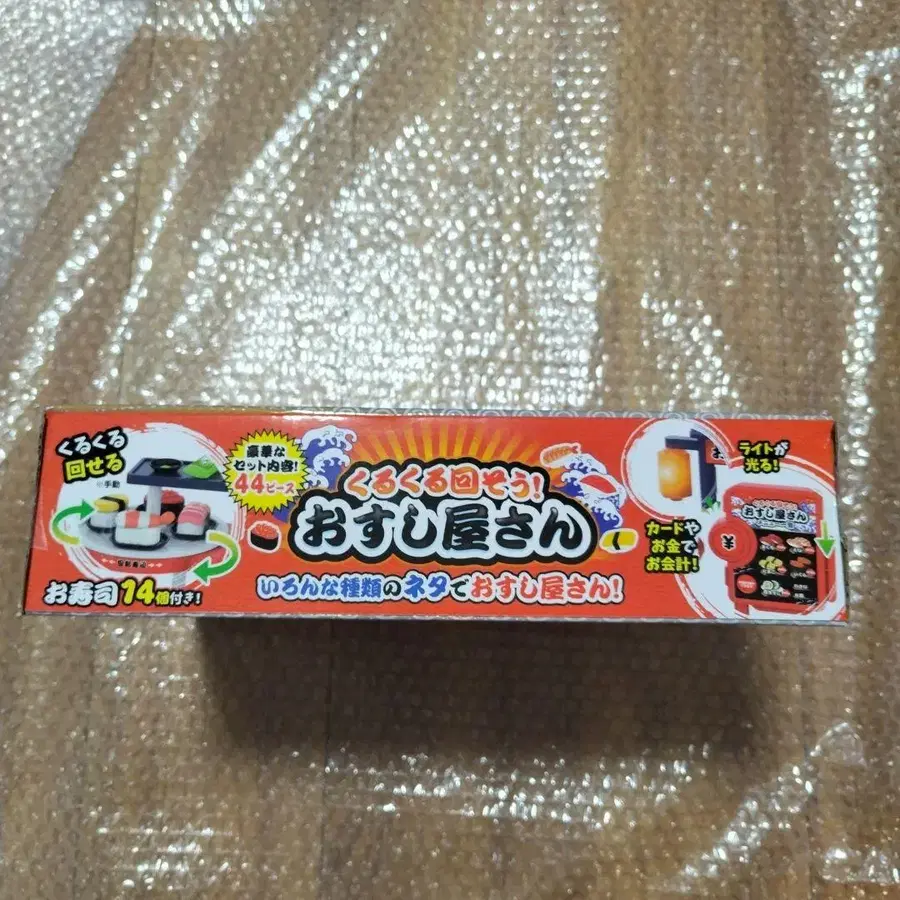 くるくる
回せる
※手動
お寿司14個付き!
豪華な
セット内容!
44ピース
くるくる回そう!
おすし屋さん
いろんな種類のネタでおすし屋さん!
ライトが
光る!
カードや
お金で
お会計!
¥
おすし屋さん